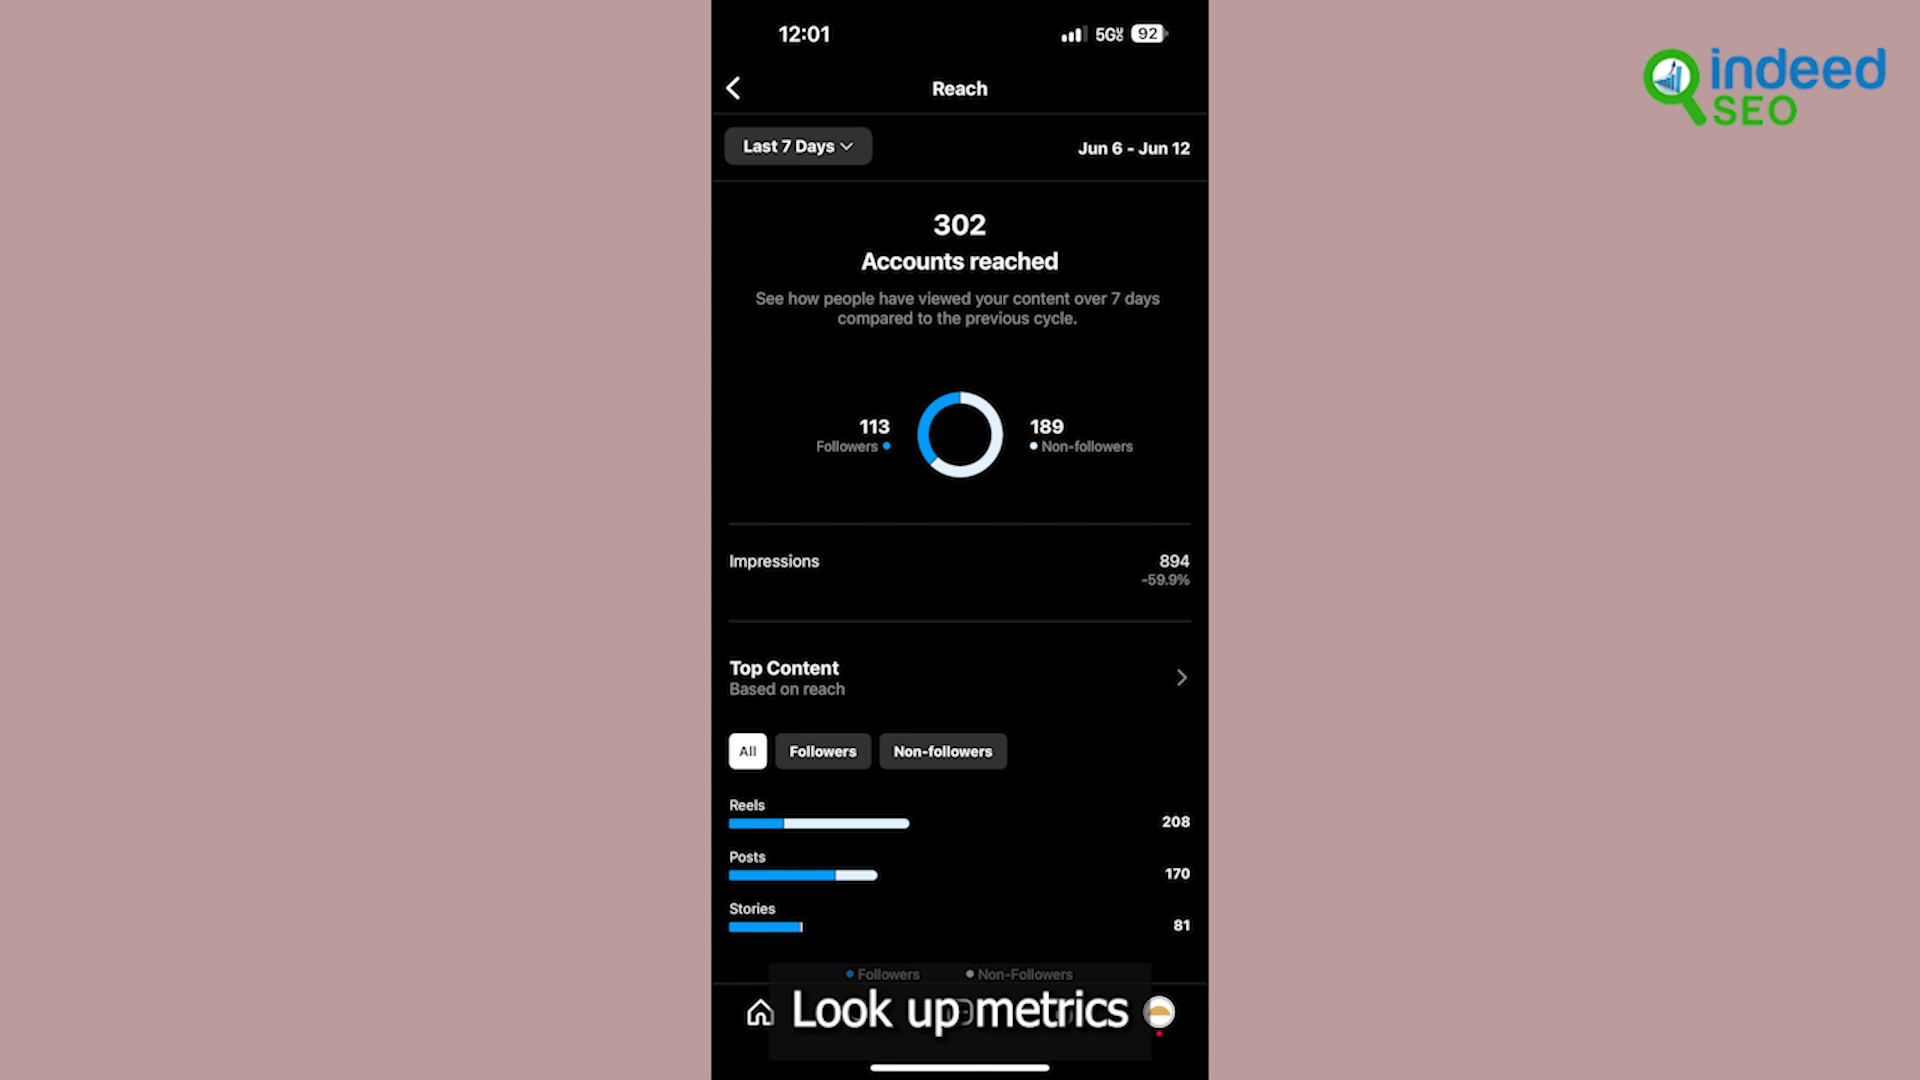 12:01
5G 92
indeed
SEO
Reach
Last 7 Days
Jun 6 - Jun 12
302
Accounts reached
See how people have viewed your content over 7 days
compared to the previous cycle.
113
Followers
189
Non-followers
Impressions
894
-59.9%
Top Content
Based on reach
All
Followers
Non-followers
Reels
208
Posts
170
Stories
81
Followers
Non-Followers
Look up metrics